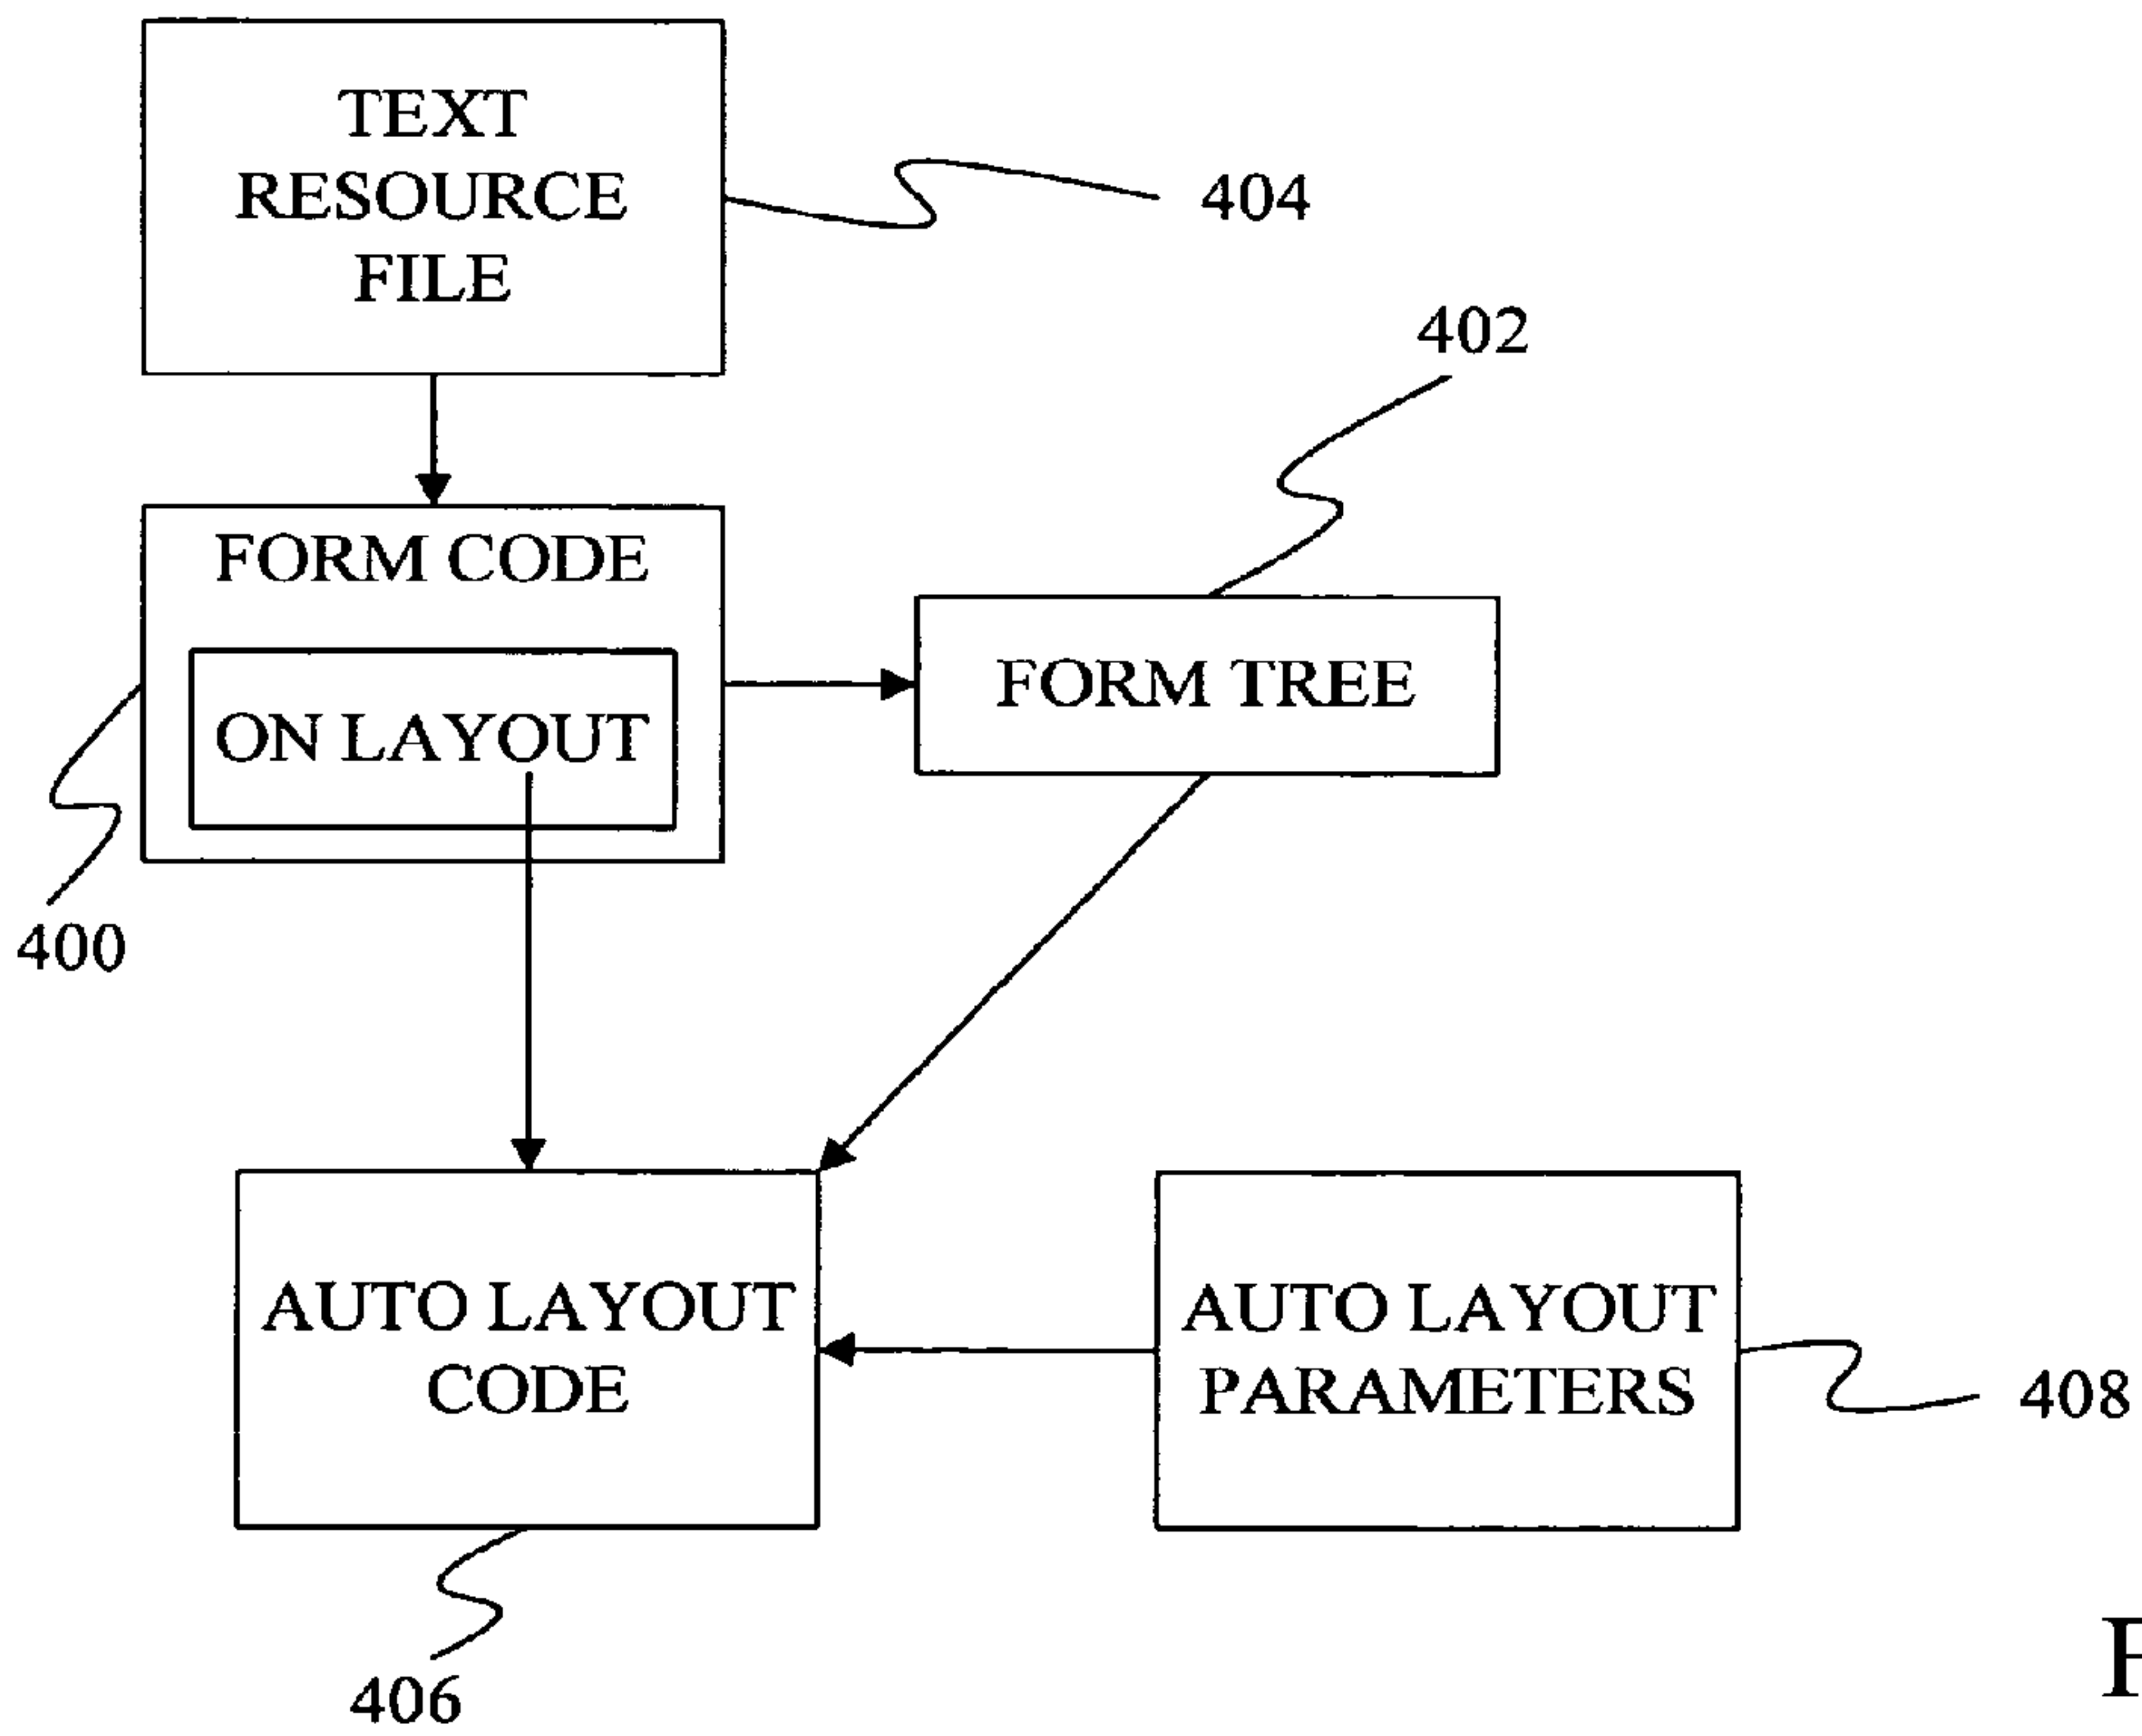 TEXT
RESOURCE
FILE
404
402
FORM CODE
FORM TREE
ON LAYOUT
400
AUTO LAYOUT
CODE
AUTO LAYOUT
PARAMETERS
408
406